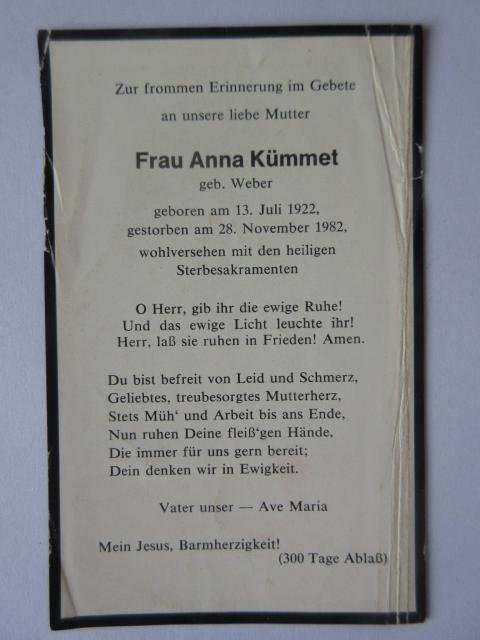 Zur frommen Erinnerung im Gebete
an unsere liebe Mutter
Frau Anna Kümmet
geb. Weber
geboren am 13. Juli 1922,
gestorben am 28. November 1982,
wohlversehen mit den heiligen
Sterbesakramenten
O Herr, gib ihr die ewige Ruhe!
Und das ewige Licht leuchte ihr!
Herr, laß sie ruhen in Frieden! Amen.
Du bist befreit von Leid und Schmerz,
Geliebtes, treubesorgtes Mutterherz,
Stets Müh' und Arbeit bis ans Ende,
Nun ruhen Deine fleiß'gen Hände,
Die immer für uns gern bereit;
Dein denken wir in Ewigkeit.
Vater unser — Ave Maria
Mein Jesus, Barmherzigkeit!
(300 Tage Ablaß)